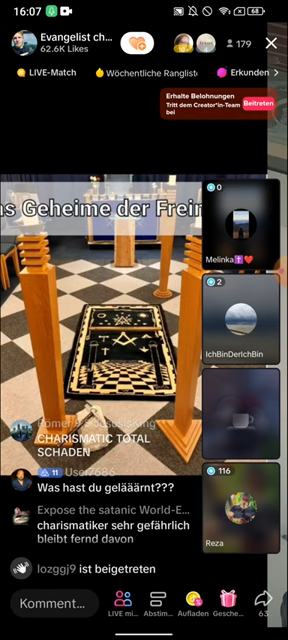 16:07
68
Evangelist ch...
62.6K Likes
179
LIVE-Match
Wöchentliche Rangliste
Erkunden
Erhalte Belohnungen
Tritt dem Creator*in-Team bei
Beitreten
as Geheime der Freim
0
Melinka
2
IchBinDerIchBin
116
Reza
CHARISMATIC TOTAL
SCHADEN
11 User7686
Was hast du gelääärnt???
Expose the satanic World-E...
charismatiker sehr gefährlich
bleibt fernd davon
lozggj9 ist beigetreten
Komment...
LIVE mi...
Abstim...
Aufladen
Gesche...
63